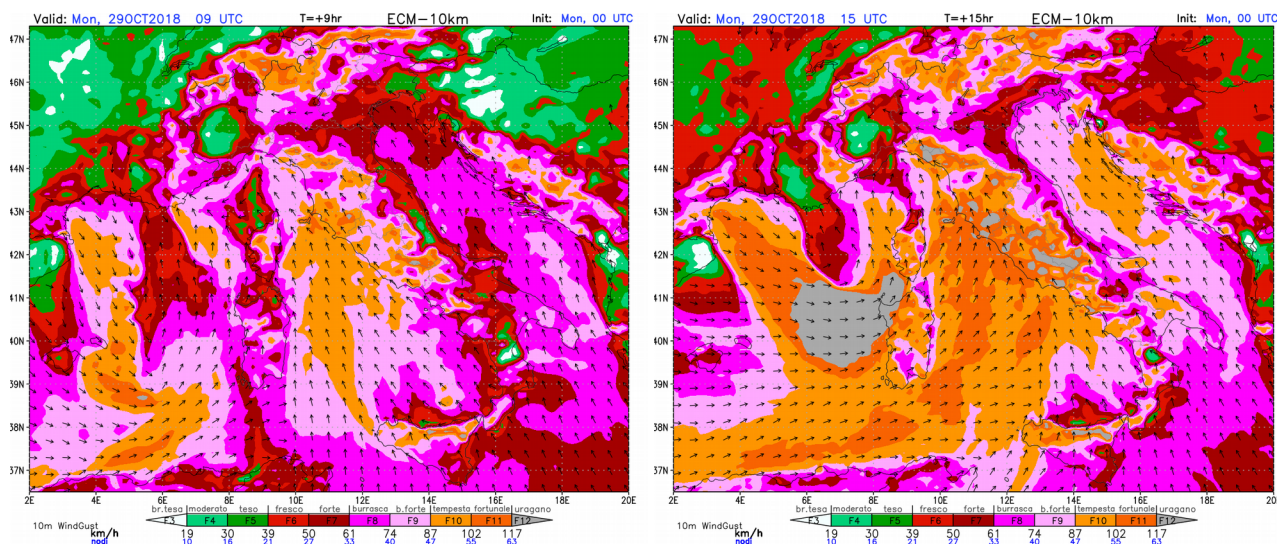 Valid: Mon, 29OCT2018 09 UTC T=+9hr ECM-10km Init: Mon, 00 UTC
47N
46N
45N
44N
43N
42N
41N
40N
39N
38N
37N
2E 4E 6E 8E 10E 12E 14E 16E 18E 20E
br.tesa moderato teso fresco forte burrasca b.forte tempesta fortunale uragano
F3 F4 F5 F6 F7 F8 F9 F10 F11 F12
10m WindGust km/h 19 30 39 50 61 74 87 102 117
nodi 10 16 21 27 33 40 47 55 63
Valid: Mon, 29OCT2018 15 UTC T=+15hr ECM-10km Init: Mon, 00 UTC
47N
46N
45N
44N
43N
42N
41N
40N
39N
38N
37N
2E 4E 6E 8E 10E 12E 14E 16E 18E 20E
br.tesa moderato teso fresco forte burrasca b.forte tempesta fortunale uragano
F3 F4 F5 F6 F7 F8 F9 F10 F11 F12
10m WindGust km/h 19 30 39 50 61 74 87 102 117
nodi 10 16 21 27 33 40 47 55 63